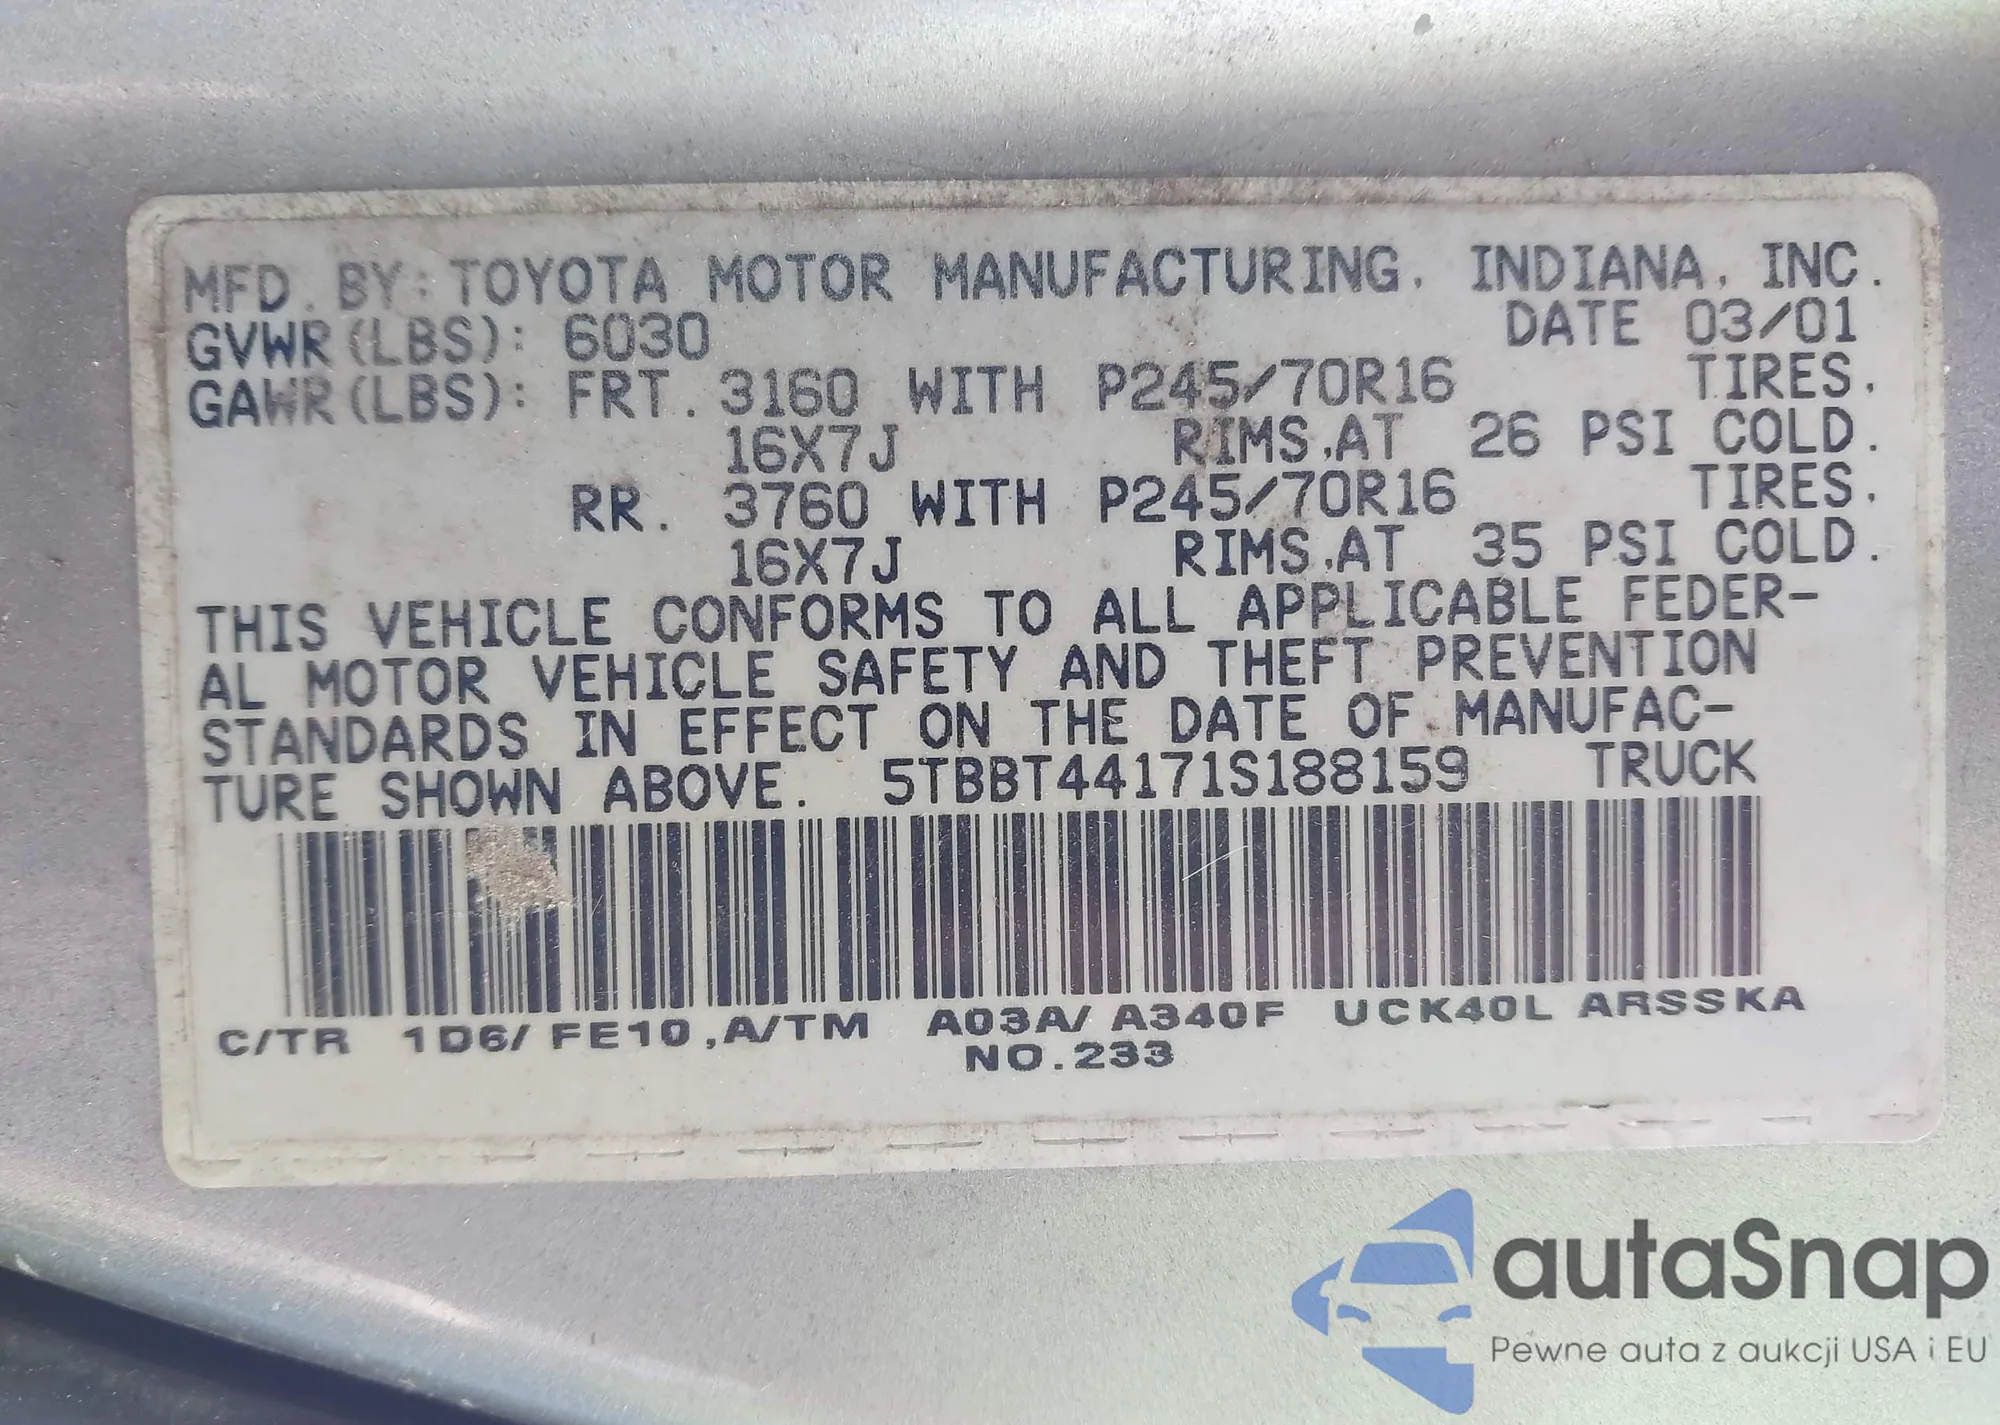 MFD. BY: TOYOTA MOTOR MANUFACTURING, INDIANA, INC.
GVWR(LBS): 6030 DATE 03/01
GAWR(LBS): FRT. 3160 WITH P245/70R16 TIRES,
16X7J RIMS,AT 26 PSI COLD.
RR. 3760 WITH P245/70R16 TIRES,
16X7J RIMS,AT 35 PSI COLD.
THIS VEHICLE CONFORMS TO ALL APPLICABLE FEDER-
AL MOTOR VEHICLE SAFETY AND THEFT PREVENTION
STANDARDS IN EFFECT ON THE DATE OF MANUFAC-
TURE SHOWN ABOVE. 5TBBT44171S188159 TRUCK
C/TR 1D6/ FE10,A/TM A03A/ A340F UCK40L ARSSKA
NO.233
autaSnap
Pewne auta z aukcji USA i EU